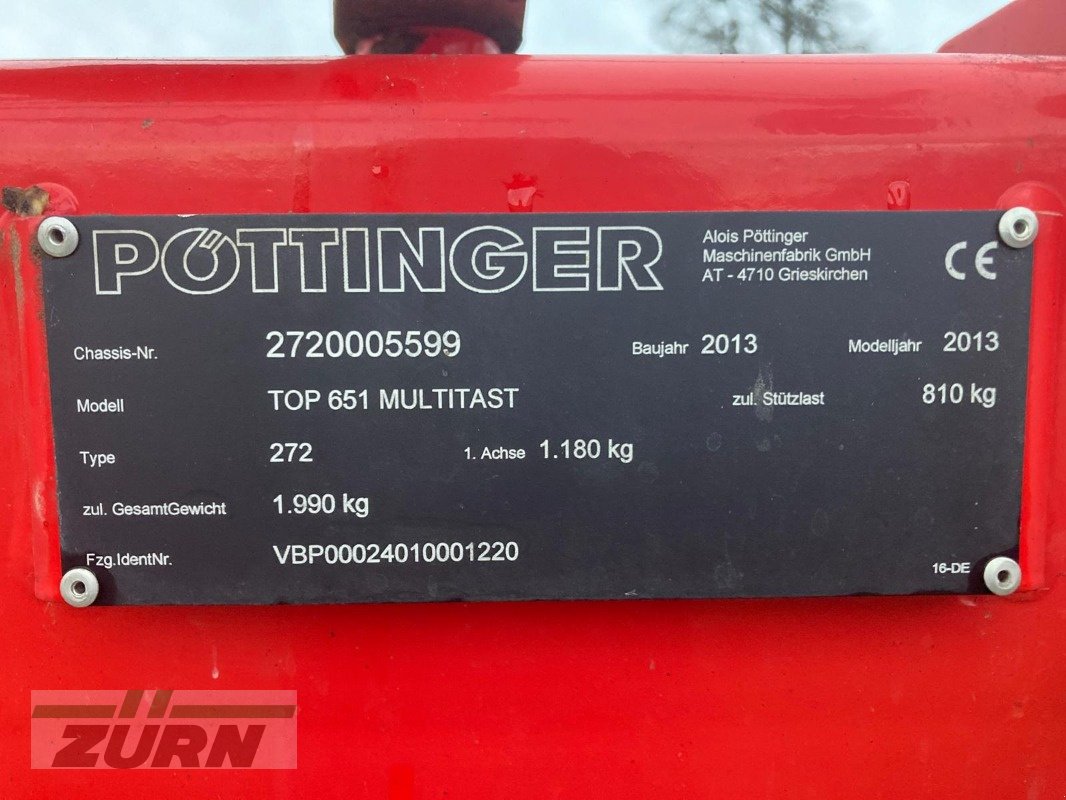 PÖTTINGER
Alois Pöttinger
Maschinenfabrik GmbH
AT - 4710 Grieskirchen
CE
Chassis-Nr. 2720005599 Baujahr 2013 Modelljahr 2013
Modell TOP 651 MULTITAST zul. Stützlast 810 kg
Type 272 1. Achse 1.180 kg
zul. GesamtGewicht 1.990 kg
Fzg.IdentNr. VBP00024010001220
16-DE
ZÜRN